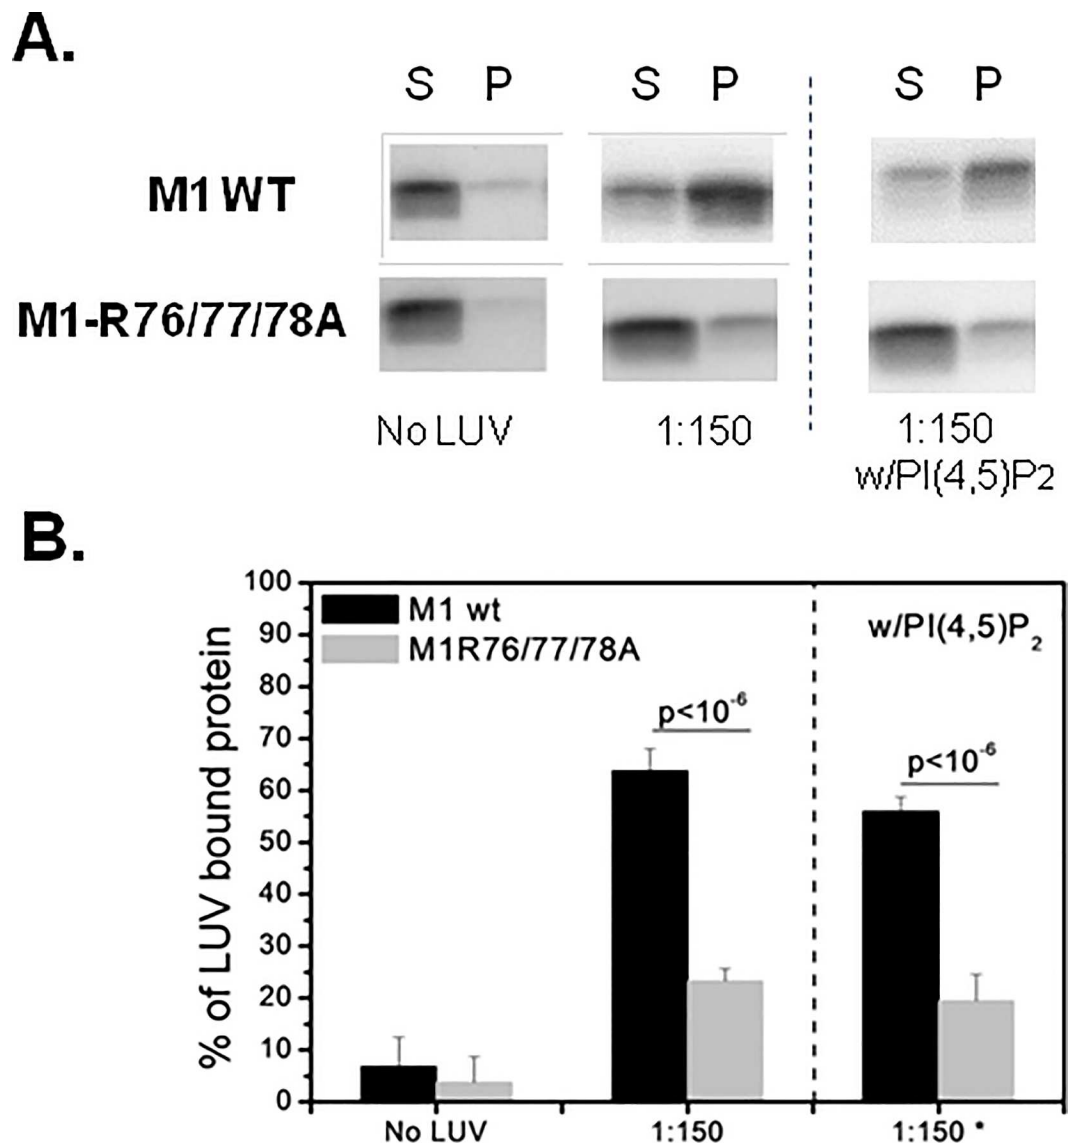 A.
S P S P S P
M1 WT
M1-R76/77/78A
No LUV 1:150 1:150
w/PI(4,5)P2
B.
% of LUV bound protein
100
90
80
70
60
50
40
30
20
10
0
M1 wt
M1R76/77/78A
w/PI(4,5)P2
p<10-6
p<10-6
No LUV 1:150 1:150 *